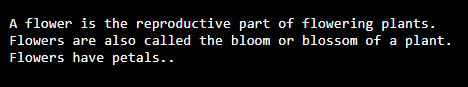 A flower is the reproductive part of flowering plants.
Flowers are also called the bloom or blossom of a plant.
Flowers have petals..